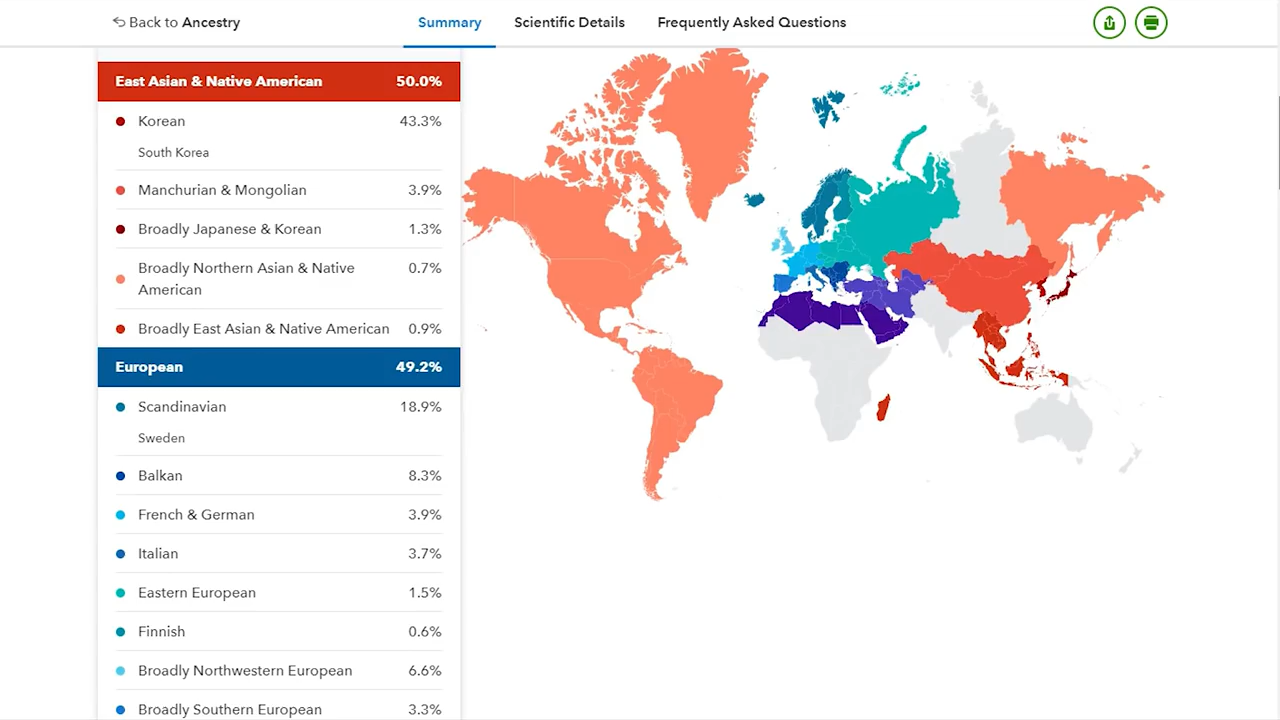 Back to Ancestry
Summary
Scientific Details
Frequently Asked Questions
East Asian & Native American 50.0%
Korean 43.3%
South Korea
Manchurian & Mongolian 3.9%
Broadly Japanese & Korean 1.3%
Broadly Northern Asian & Native 0.7%
American
Broadly East Asian & Native American 0.9%
European 49.2%
Scandinavian 18.9%
Sweden
Balkan 8.3%
French & German 3.9%
Italian 3.7%
Eastern European 1.5%
Finnish 0.6%
Broadly Northwestern European 6.6%
Broadly Southern European 3.3%